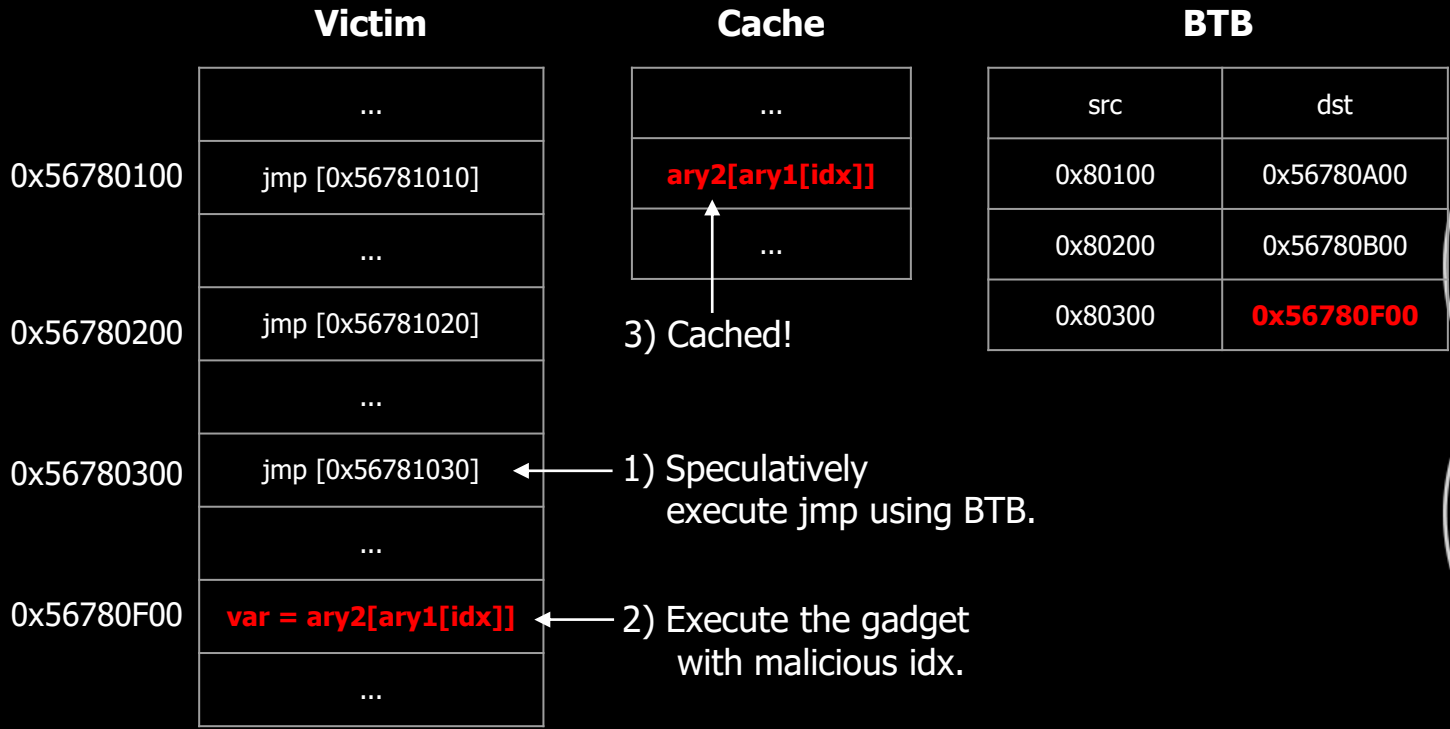 Victim
...
0x56780100
jmp [0x56781010]
...
0x56780200
jmp [0x56781020]
...
0x56780300
jmp [0x56781030]
...
0x56780F00
var = ary2[ary1[idx]]
...
Cache
...
ary2[ary1[idx]]
...
3) Cached!
1) Speculatively
execute jmp using BTB.
2) Execute the gadget
with malicious idx.
BTB
src dst
0x80100 0x56780A00
0x80200 0x56780B00
0x80300 0x56780F00